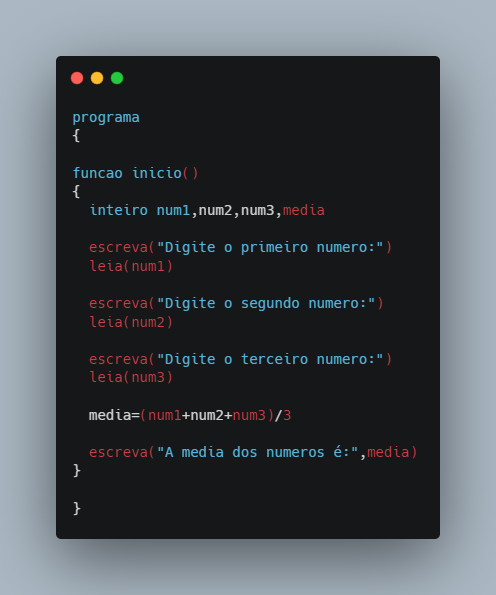 programa
{
funcao inicio()
{
inteiro num1,num2,num3,media
escreva("Digite o primeiro numero:")
leia(num1)
escreva("Digite o segundo numero:")
leia(num2)
escreva("Digite o terceiro numero:")
leia(num3)
media=(num1+num2+num3)/3
escreva("A media dos numeros é:",media)
}
}